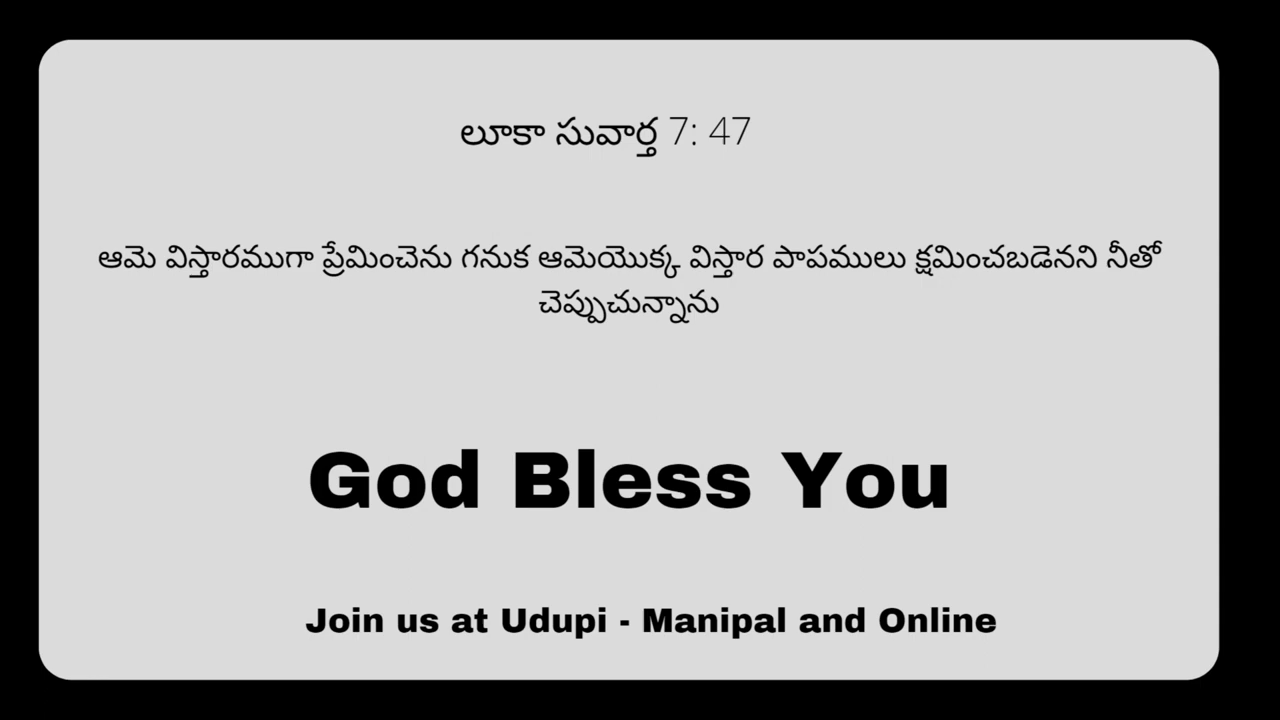 లూకా సువార్త 7: 47
ఆమె విస్తారముగా ప్రేమించెను గనుక ఆమెయొక్క విస్తార పాపములు క్షమించబడెనని నీతో
చెప్పుచున్నాను
God Bless You
Join us at Udupi - Manipal and Online